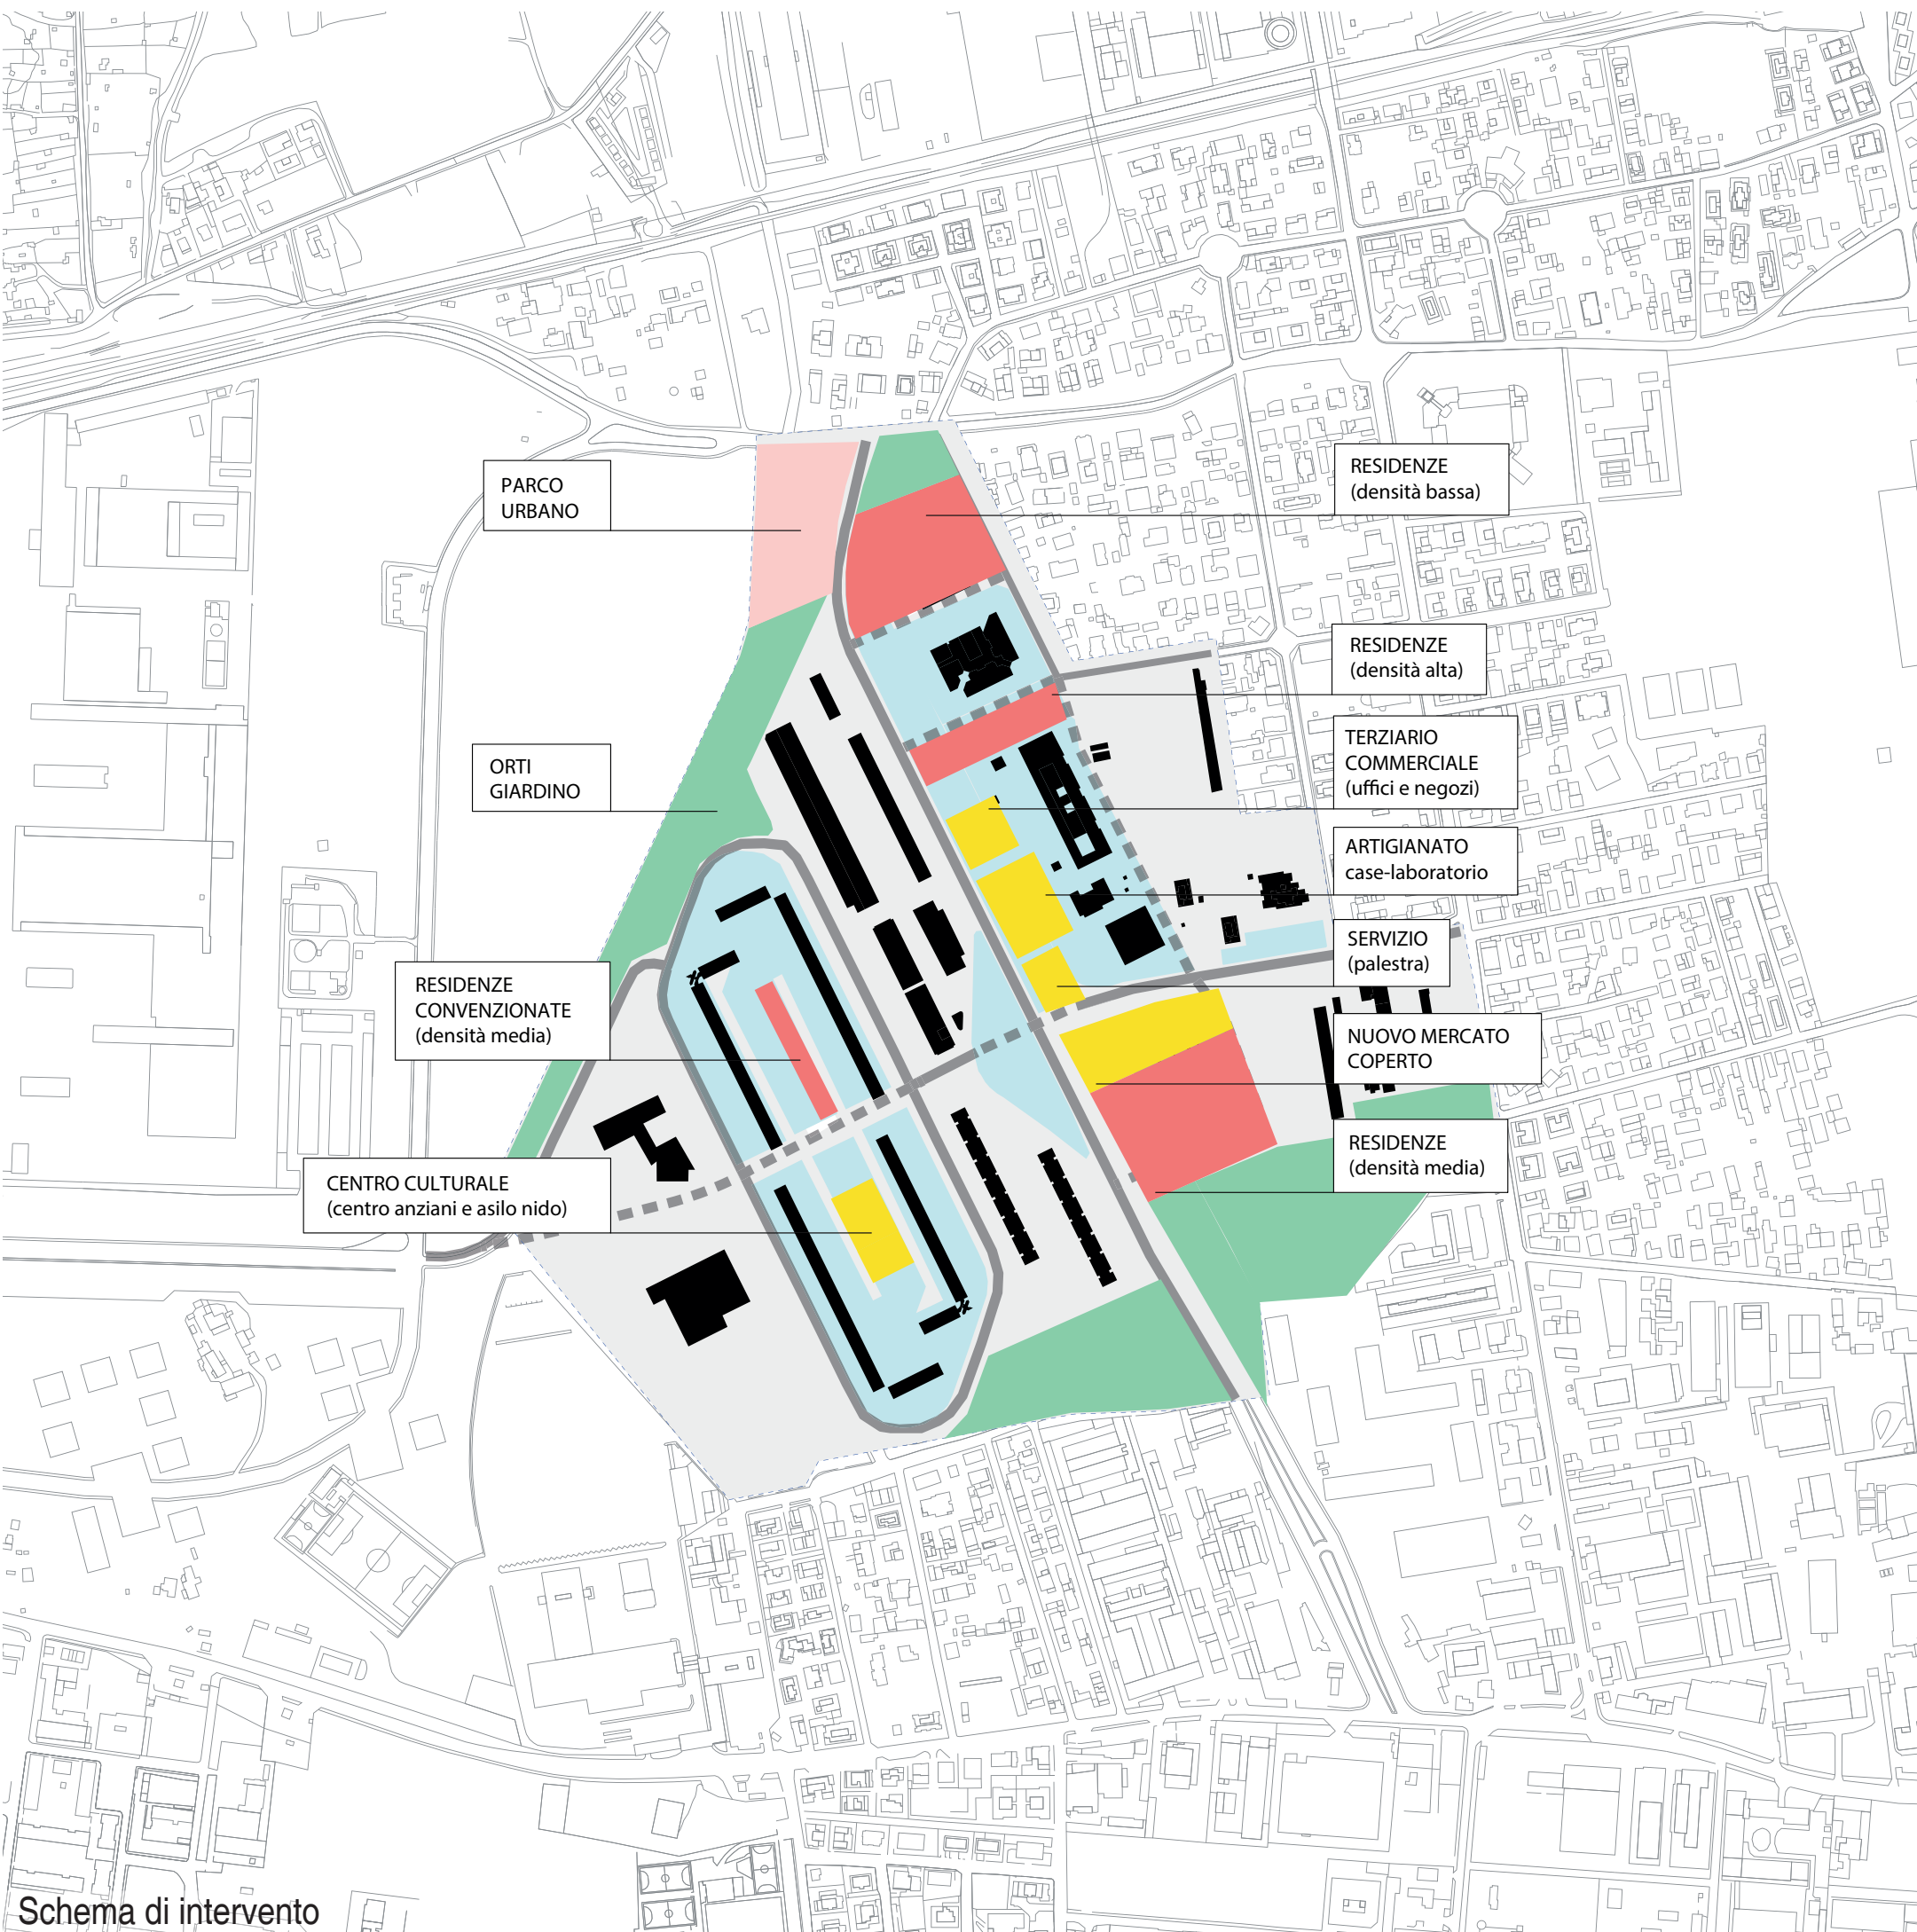 PARCO
URBANO
RESIDENZE
(densità bassa)
RESIDENZE
(densità alta)
ORTI
GIARDINO
TERZIARIO
COMMERCIALE
(uffici e negozi)
ARTIGIANATO
case-laboratorio
SERVIZIO
(palestra)
RESIDENZE
CONVENZIONATE
(densità media)
NUOVO MERCATO
COPERTO
RESIDENZE
(densità media)
CENTRO CULTURALE
(centro anziani e asilo nido)
Schema di intervento